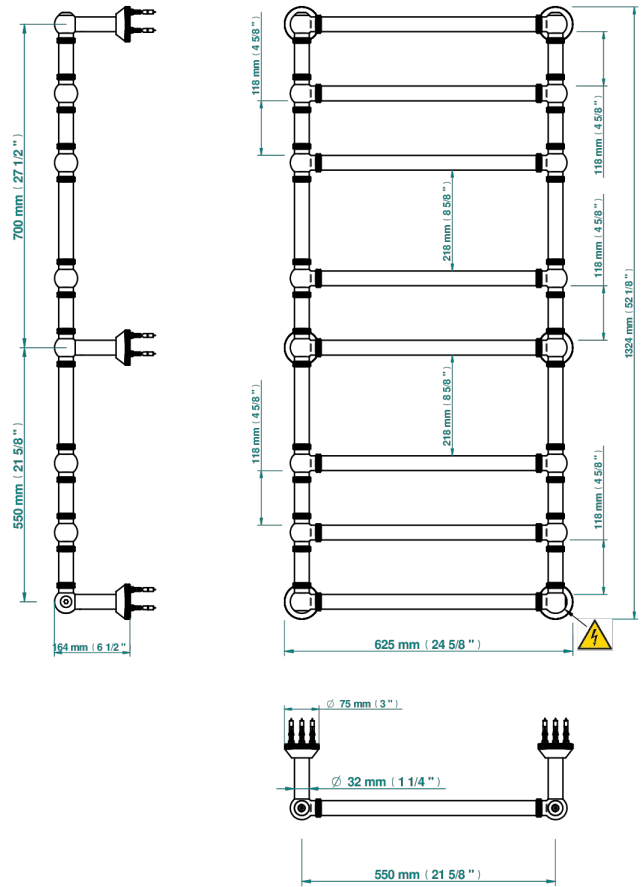 700 mm ( 27 1/2 " )
550 mm ( 21 5/8 " )
164 mm ( 6 1/2 " )
118 mm ( 4 5/8" )
118 mm ( 4 5/8" )
218 mm ( 8 5/8 " )
118 mm ( 4 5/8" )
1324 mm ( 52 1/8" )
118 mm ( 4 5/8" )
218 mm ( 8 5/8 " )
118 mm ( 4 5/8" )
625 mm ( 24 5/8 " )
Ø 75 mm ( 3 " )
Ø 32 mm ( 1 1/4 " )
550 mm ( 21 5/8 " )